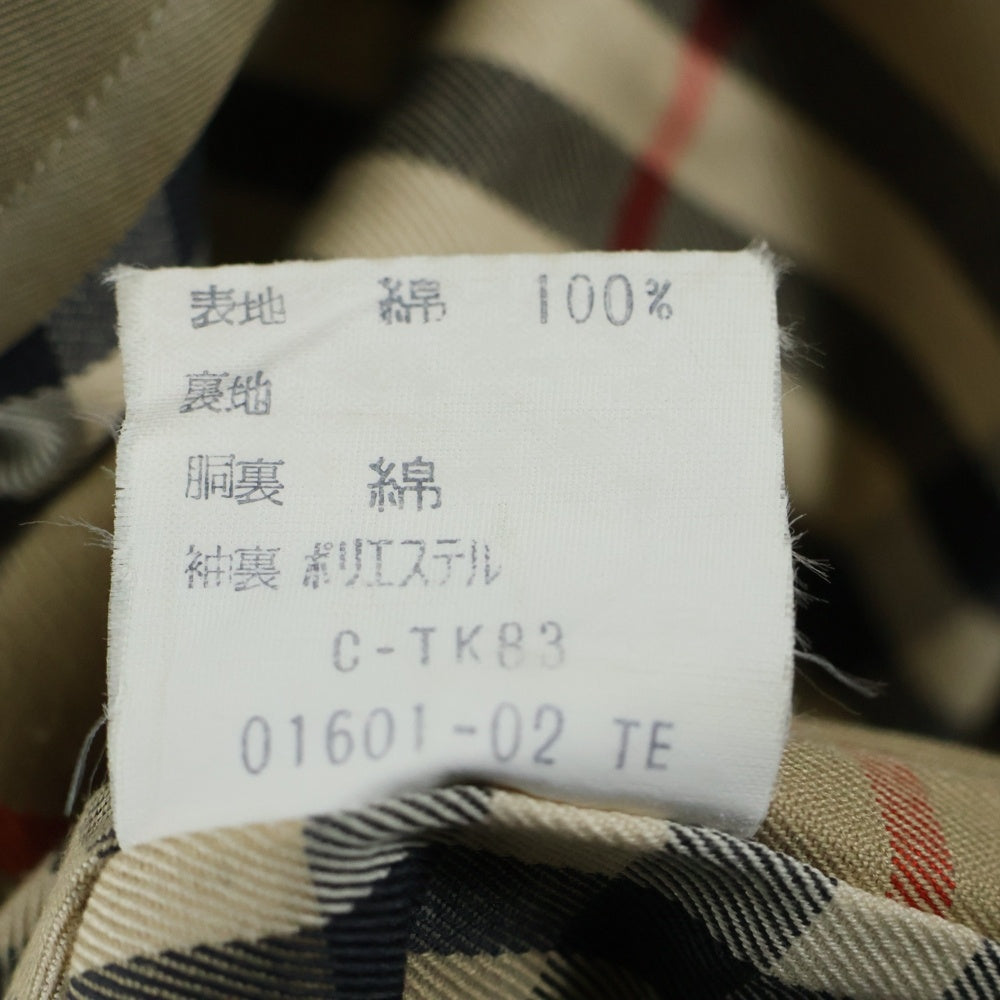 表地 綿 100%
裏地
胴裏 綿
袖裏 ポリエステル
C-TK83
01601-02 TE